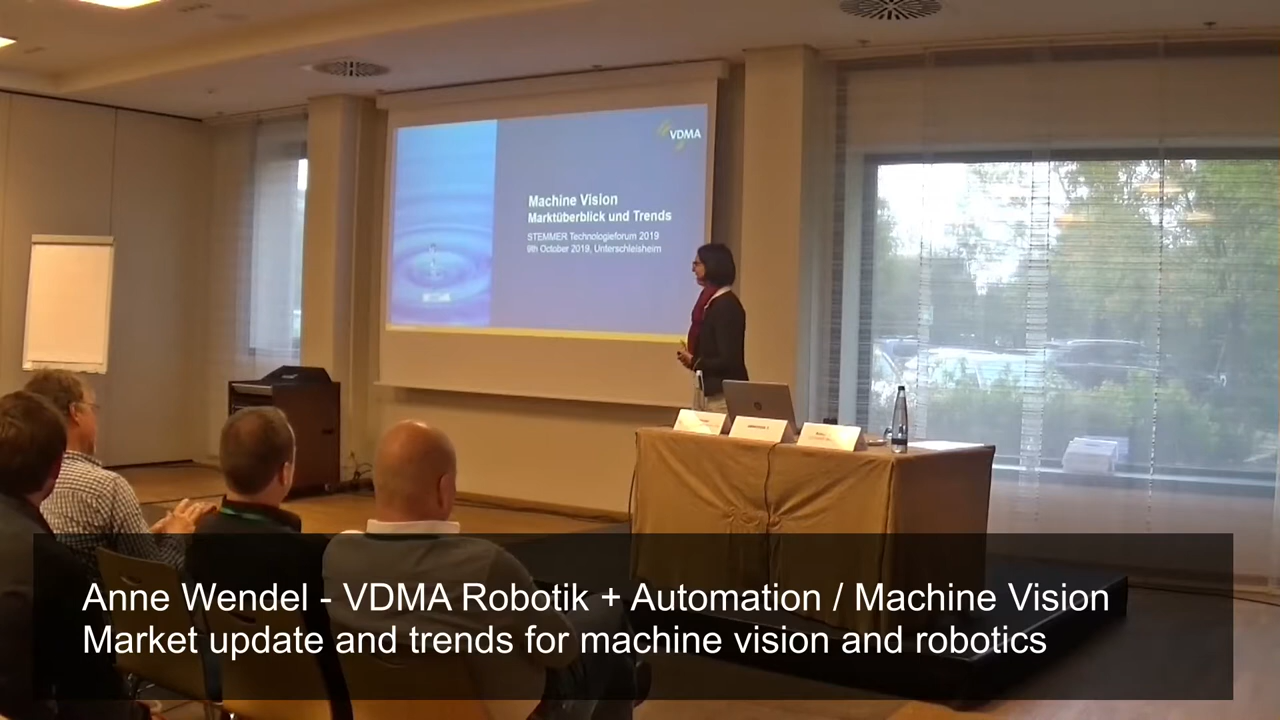 VDMA
Machine Vision
Marktüberblick und Trends
STEMMER Technologieforum 2019
9th October 2019, Unterschleisheim
Anne Wendel - VDMA Robotik + Automation / Machine Vision
Market update and trends for machine vision and robotics